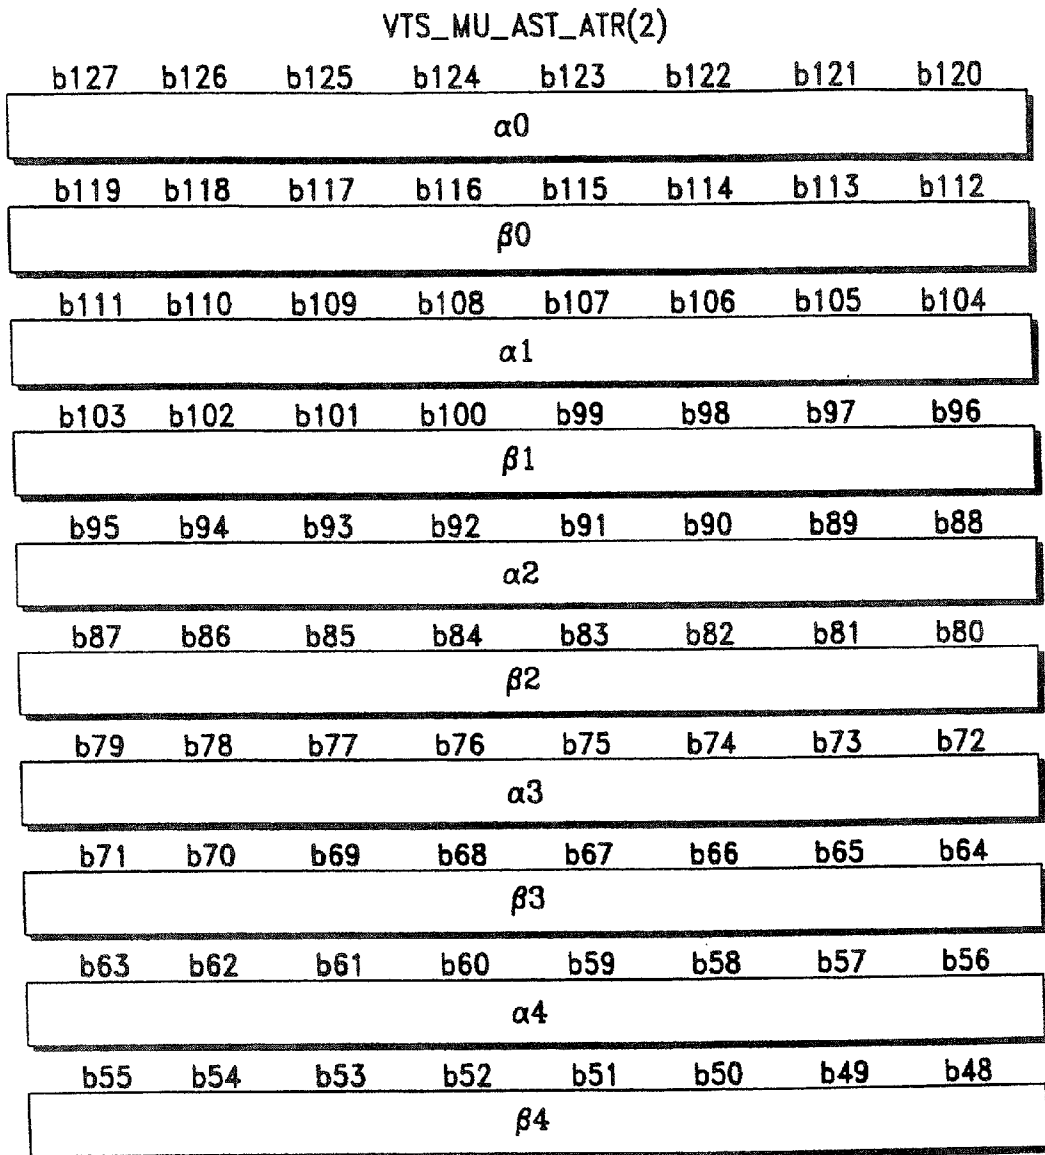 VTS_MU_AST_ATR(2)
b127 b126 b125 b124 b123 b122 b121 b120
α0
b119 b118 b117 b116 b115 b114 b113 b112
β0
b111 b110 b109 b108 b107 b106 b105 b104
α1
b103 b102 b101 b100 b99 b98 b97 b96
β1
b95 b94 b93 b92 b91 b90 b89 b88
α2
b87 b86 b85 b84 b83 b82 b81 b80
β2
b79 b78 b77 b76 b75 b74 b73 b72
α3
b71 b70 b69 b68 b67 b66 b65 b64
β3
b63 b62 b61 b60 b59 b58 b57 b56
α4
b55 b54 b53 b52 b51 b50 b49 b48
β4